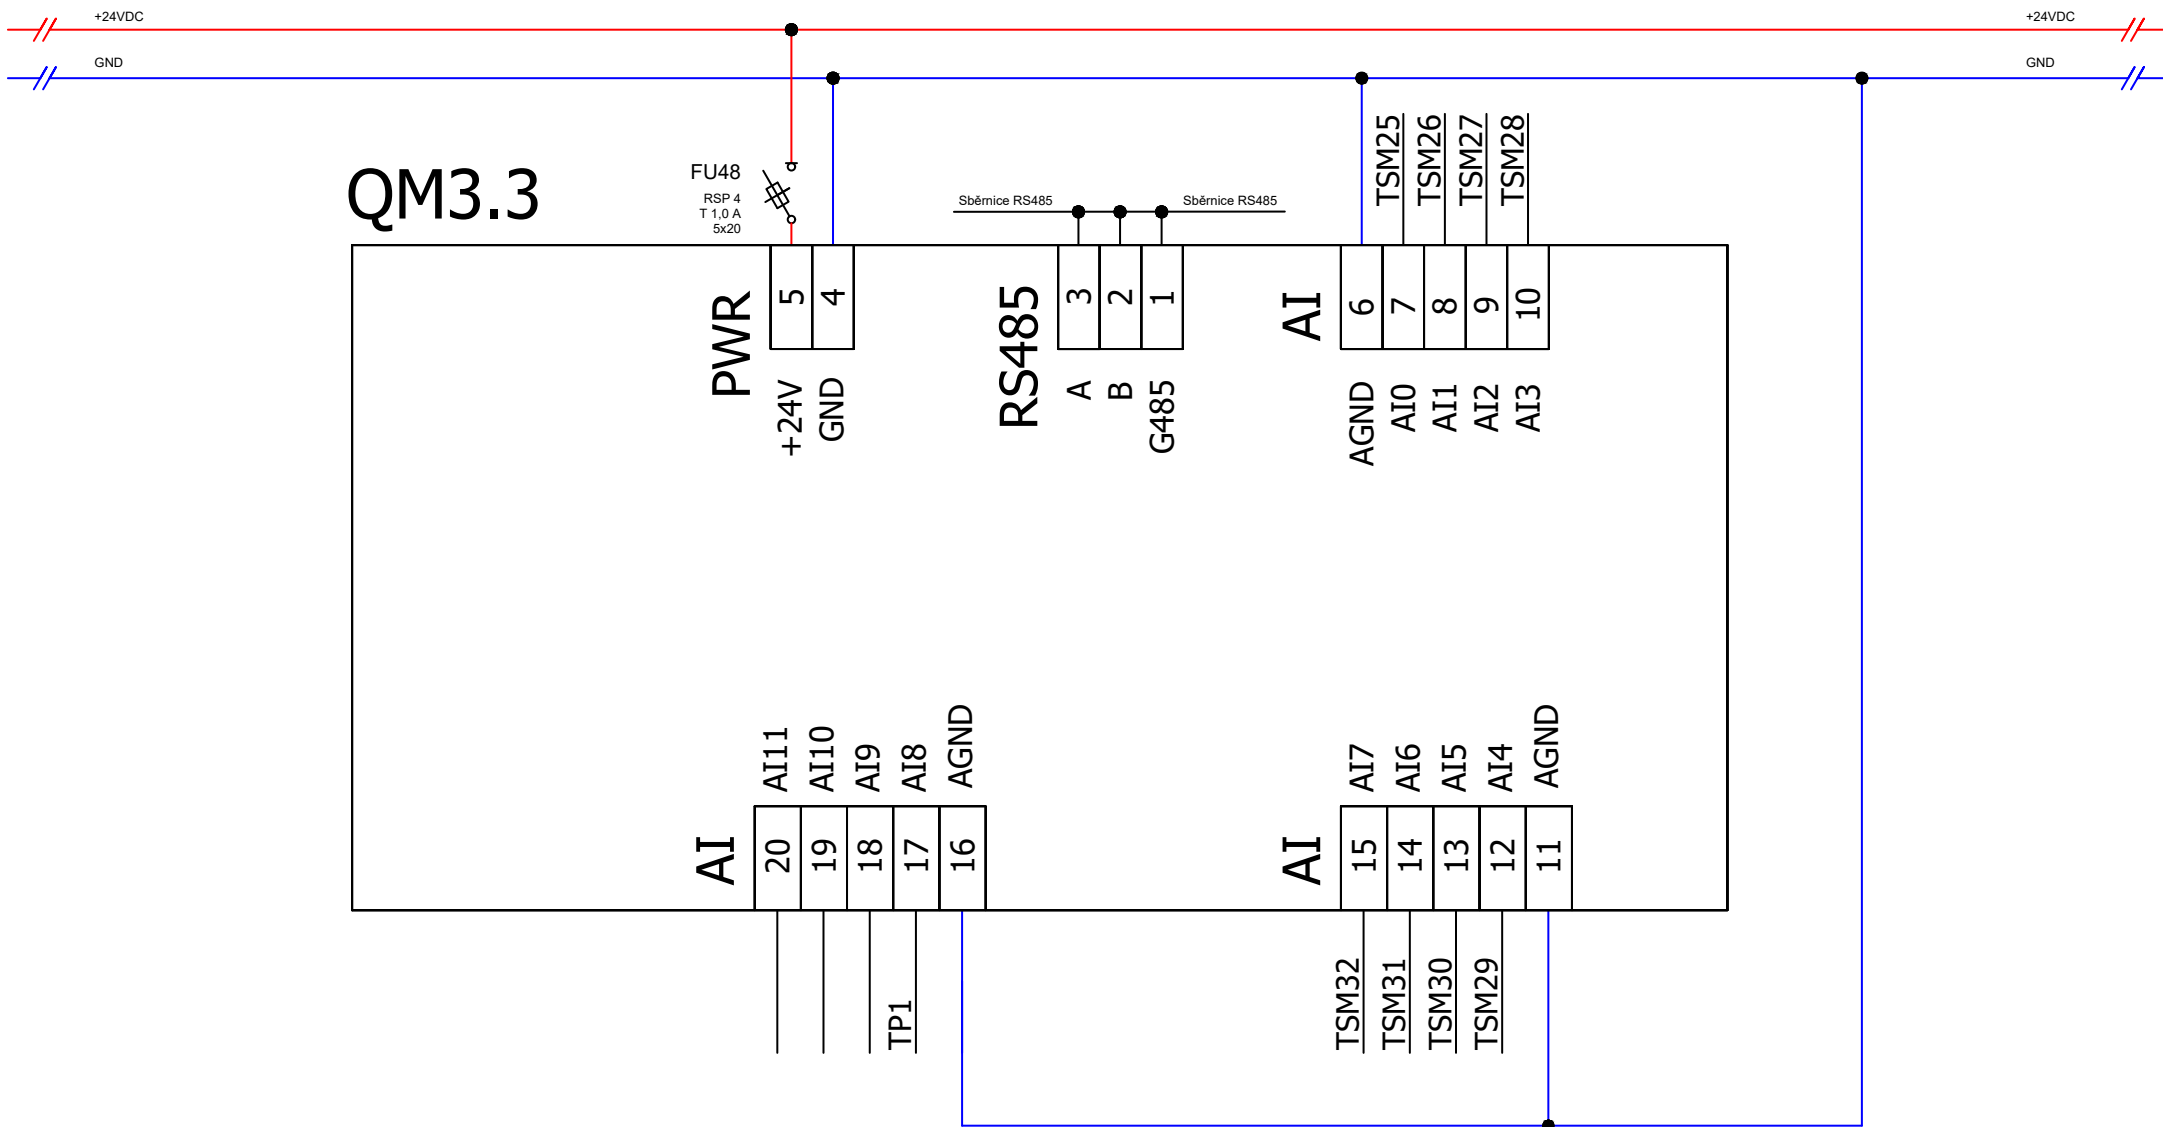 +24VDC
+24VDC
GND
GND
QM3.3
FU48
RSP 4
T 1,0 A
5x20
Sběrnice RS485
Sběrnice RS485
TSM25
TSM26
TSM27
TSM28
PWR
5
4
+24V
GND
RS485
3
2
1
A
B
G485
AI
6
7
8
9
10
AGND
AI0
AI1
AI2
AI3
AI11
AI10
AI9
AI8
AGND
AI
20
19
18
17
16
TP1
AI7
AI6
AI5
AI4
AGND
AI
15
14
13
12
11
TSM32
TSM31
TSM30
TSM29